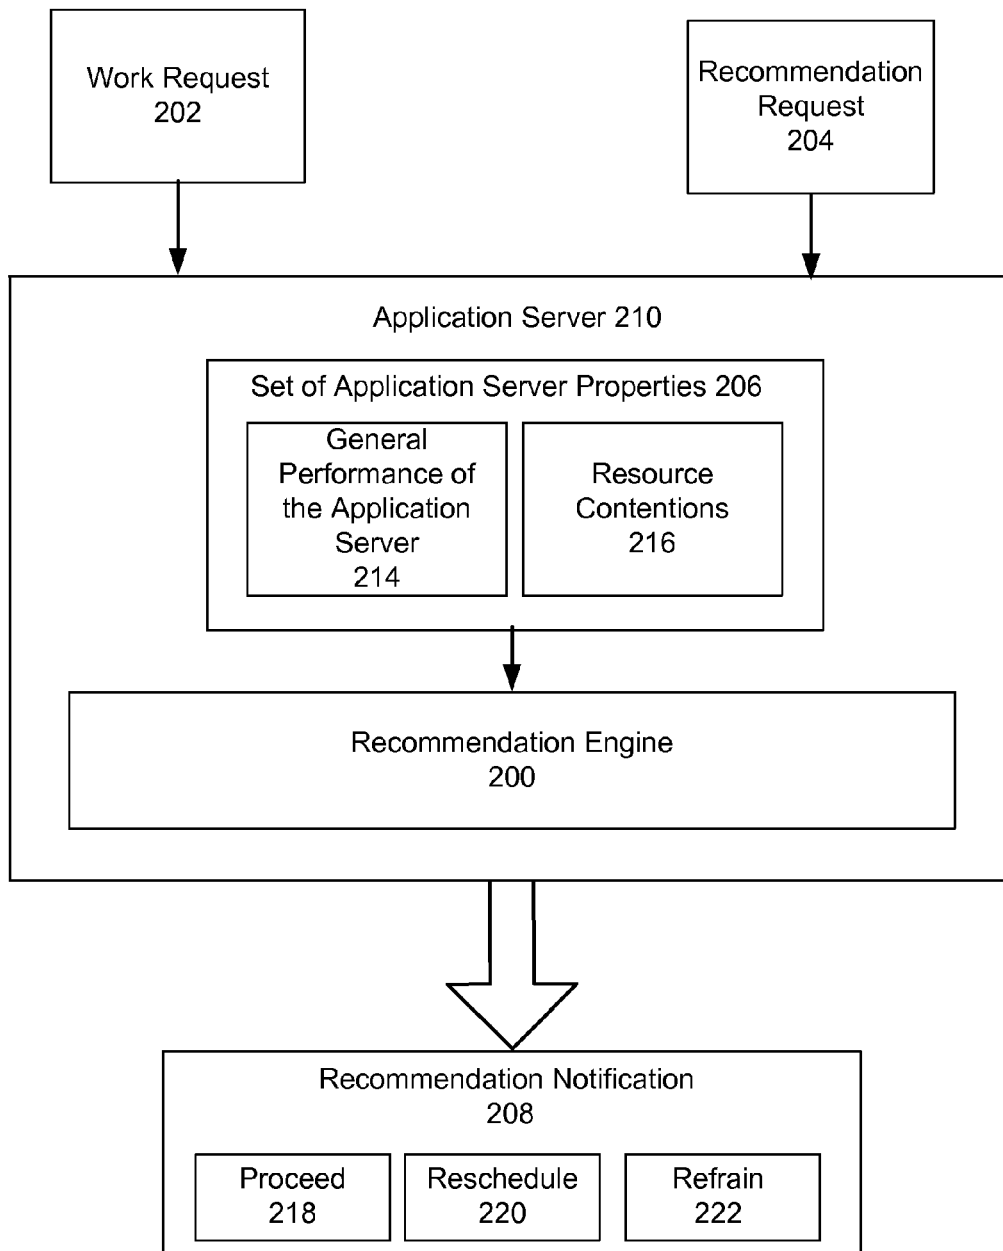 Work Request
202
Recommendation
Request
204
Application Server 210
Set of Application Server Properties 206
General
Performance of
the Application
Server
214
Resource
Contentions
216
Recommendation Engine
200
Recommendation Notification
208
Proceed
218
Reschedule
220
Refrain
222